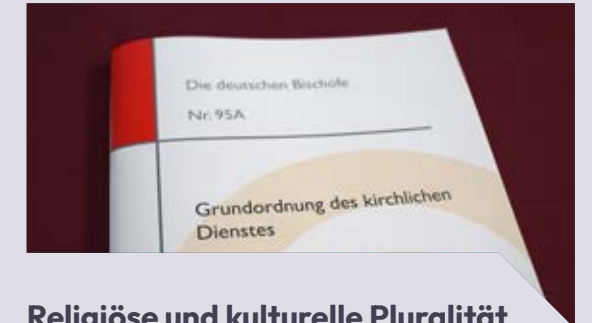 Die deutschen Bischöfe
Nr. 95A
Grundordnung des kirchlichen
Dienstes
Religiöse und kulturelle Pluralität